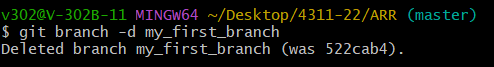 v302@V-302B-11 MINGW64 ~/Desktop/4311-22/ARR (master)
$ git branch -d my_first_branch
Deleted branch my_first_branch (was 522cab4).